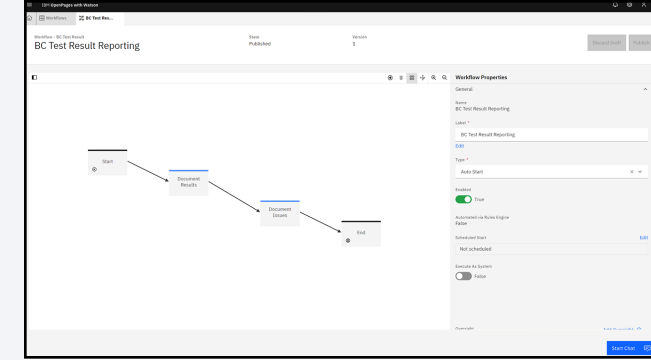 IBM OpenPages with Watson
Workflows
BC Test Res...
Workflow - BC Test Result
BC Test Result Reporting
State
Published
Version
1
Discard Draft
Publish
Start
Document
Results
Document
Issues
End
Workflow Properties
General
Name
BC Test Result Reporting
Label *
BC Test Result Reporting
Edit
Type *
Auto Start
Enabled
True
Automated via Rules Engine
False
Scheduled Start
Edit
Not scheduled
Execute As System
False
Start Chat